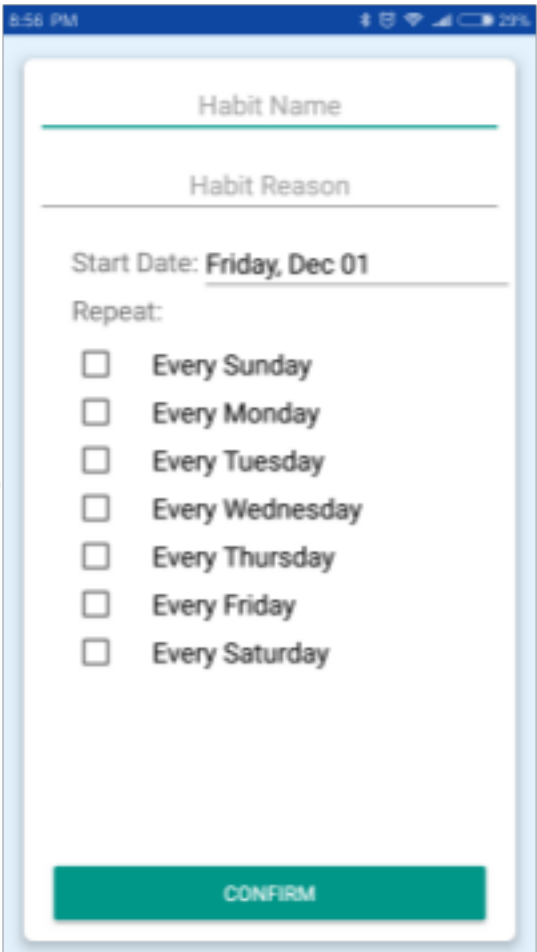 8:56 PM 29%
Habit Name
Habit Reason
Start Date: Friday, Dec 01
Repeat:
Every Sunday
Every Monday
Every Tuesday
Every Wednesday
Every Thursday
Every Friday
Every Saturday
CONFIRM